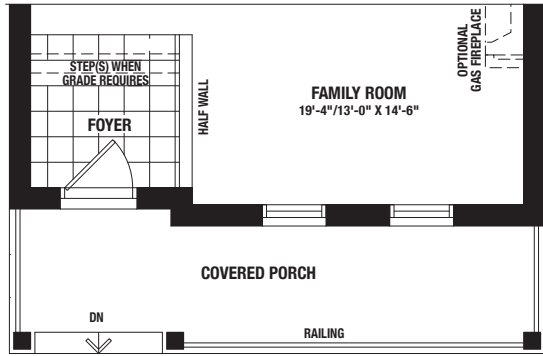 STEP(S) WHEN
GRADE REQUIRES
FOYER
HALF WALL
FAMILY ROOM
19'-4"/13'-0" X 14'-6"
OPTIONAL
GAS FIREPLACE
COVERED PORCH
DN
RAILING